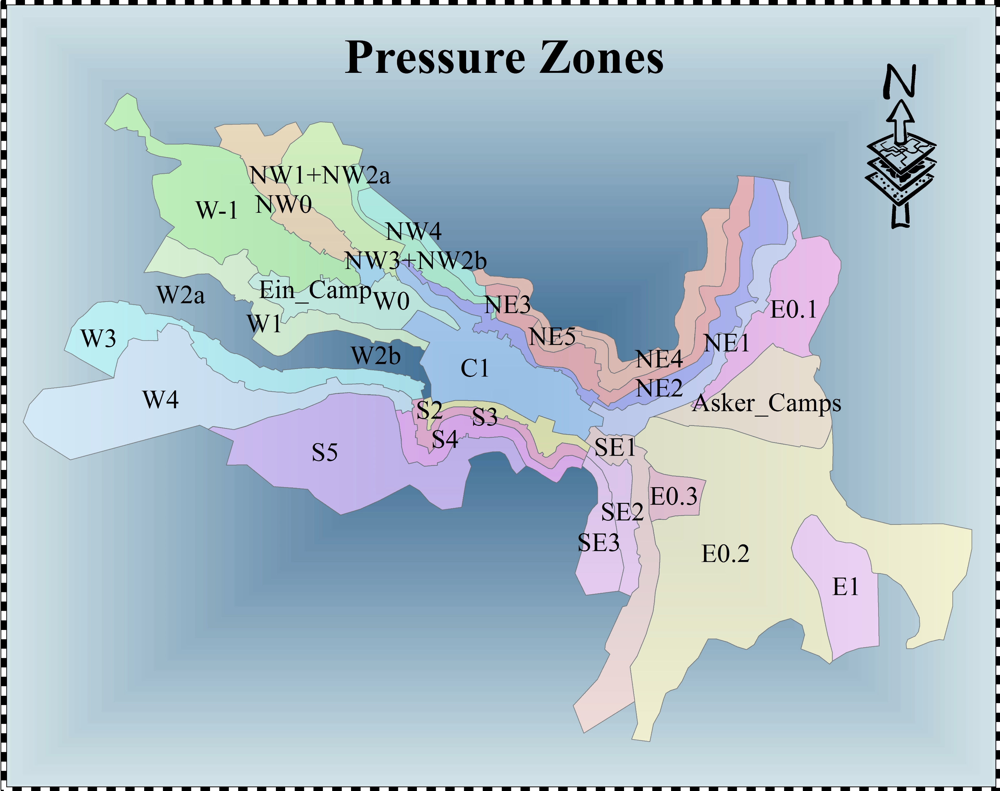 Pressure Zones
N
NW1+NW2a
NW0
W-1
NW4
NW3+NW2b
Ein_Camp
W2a
W0
NE3
E0.1
W1
W3
NE5
NE1
W2b
NE4
C1
NE2
W4
Asker_Camps
S2
S3
S4
SE1
S5
E0.3
SE2
SE3
E0.2
E1